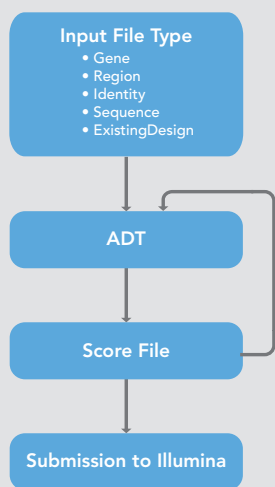 Input File Type
• Gene
• Region
• Identity
• Sequence
• ExistingDesign
ADT
Score File
Submission to Illumina